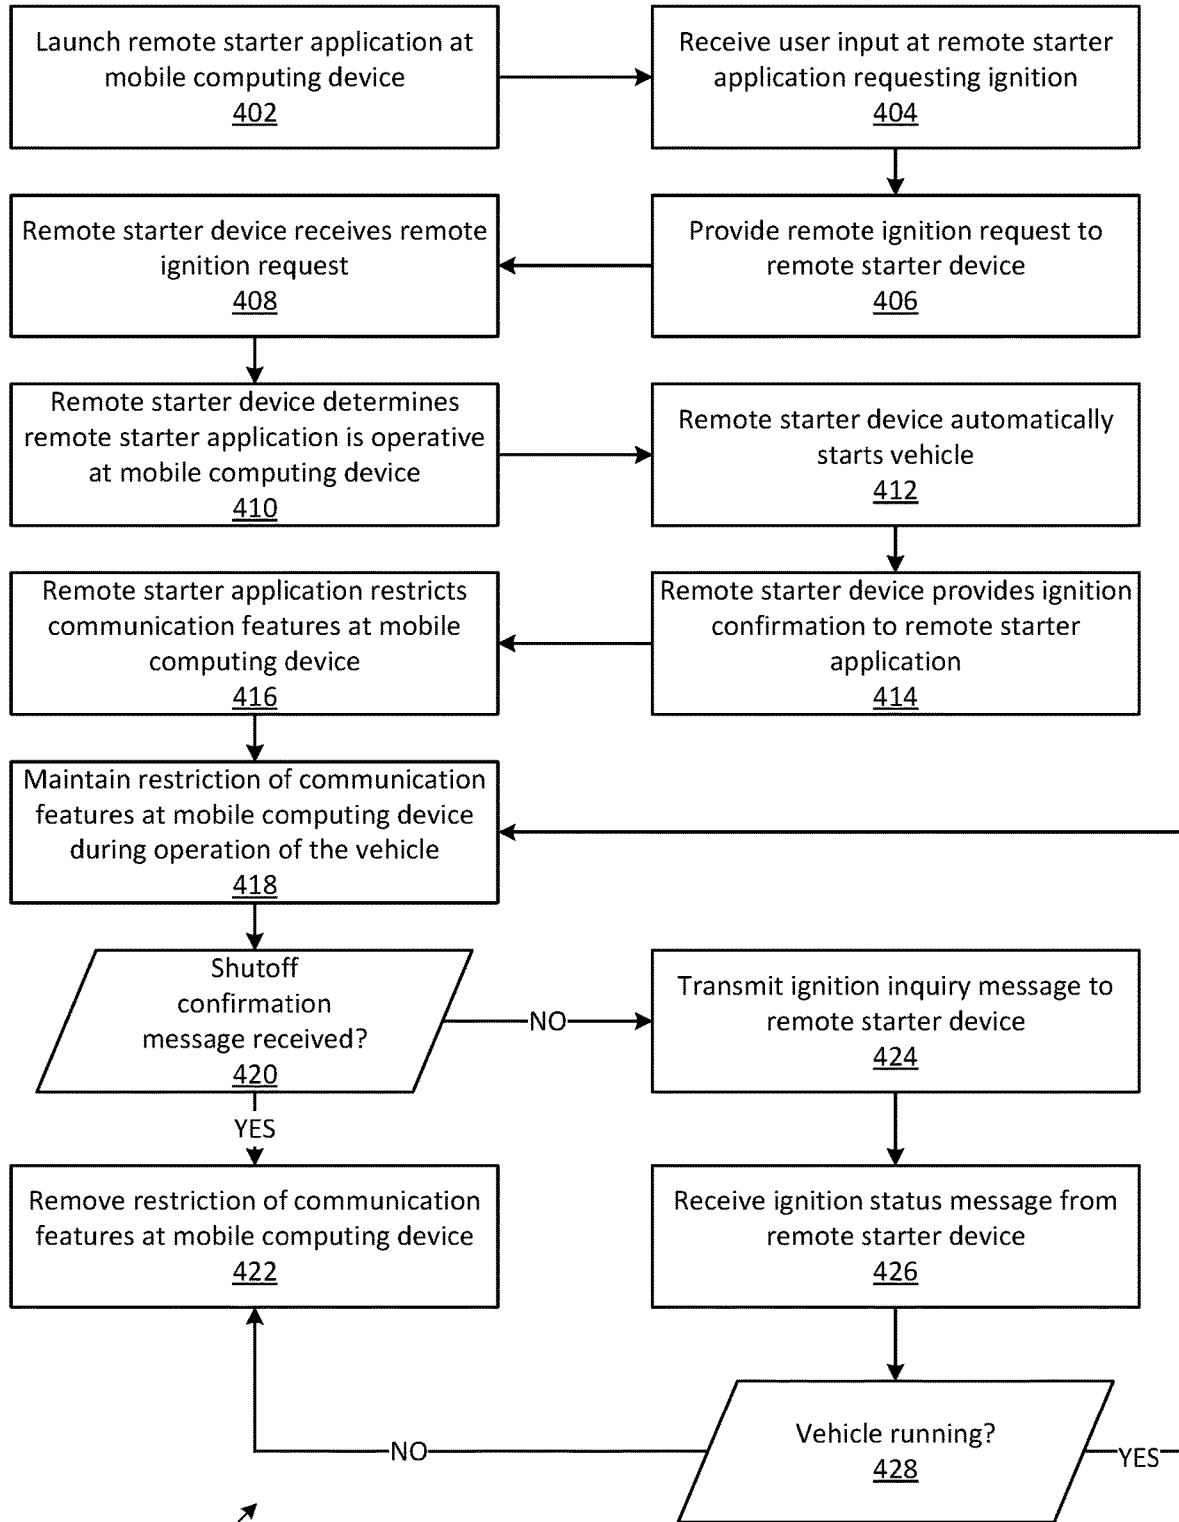 Launch remote starter application at
mobile computing device
402
Receive user input at remote starter
application requesting ignition
404
Provide remote ignition request to
remote starter device
406
Remote starter device receives remote
ignition request
408
Remote starter device determines
remote starter application is operative
at mobile computing device
410
Remote starter device automatically
starts vehicle
412
Remote starter device provides ignition
confirmation to remote starter
application
414
Remote starter application restricts
communication features at mobile
computing device
416
Maintain restriction of communication
features at mobile computing device
during operation of the vehicle
418
Shutoff
confirmation
message received?
420
NO
YES
Remove restriction of communication
features at mobile computing device
422
Transmit ignition inquiry message to
remote starter device
424
Receive ignition status message from
remote starter device
426
Vehicle running?
428
NO
YES